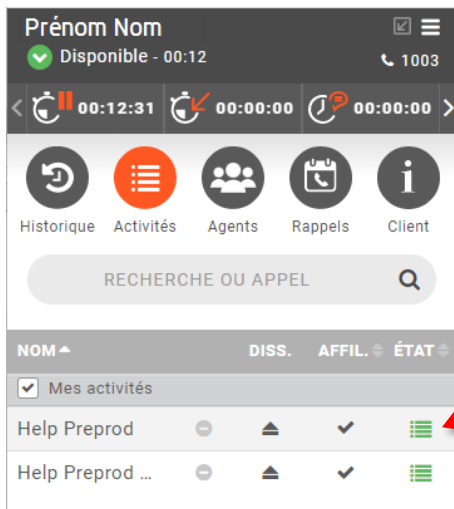 Prénom Nom
Disponible - 00:12
1003
00:12:31 00:00:00 00:00:00
Historique Activités Agents Rappels Client
RECHERCHE OU APPEL
NOM DISS. AFFIL. ÉTAT
Mes activités
Help Preprod
Help Preprod ...